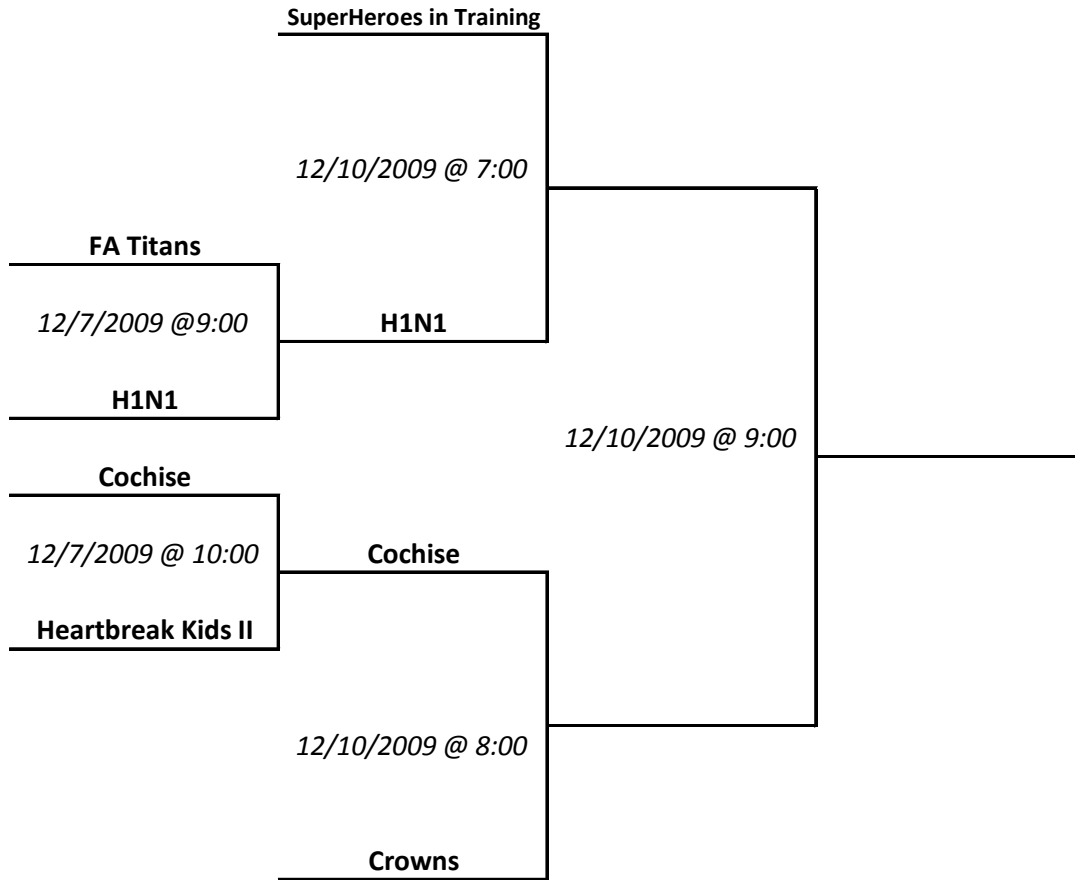 SuperHeroes in Training
12/10/2009 @ 7:00
FA Titans
12/7/2009 @9:00
H1N1
H1N1
12/10/2009 @ 9:00
Cochise
12/7/2009 @ 10:00
Cochise
Heartbreak Kids II
12/10/2009 @ 8:00
Crowns